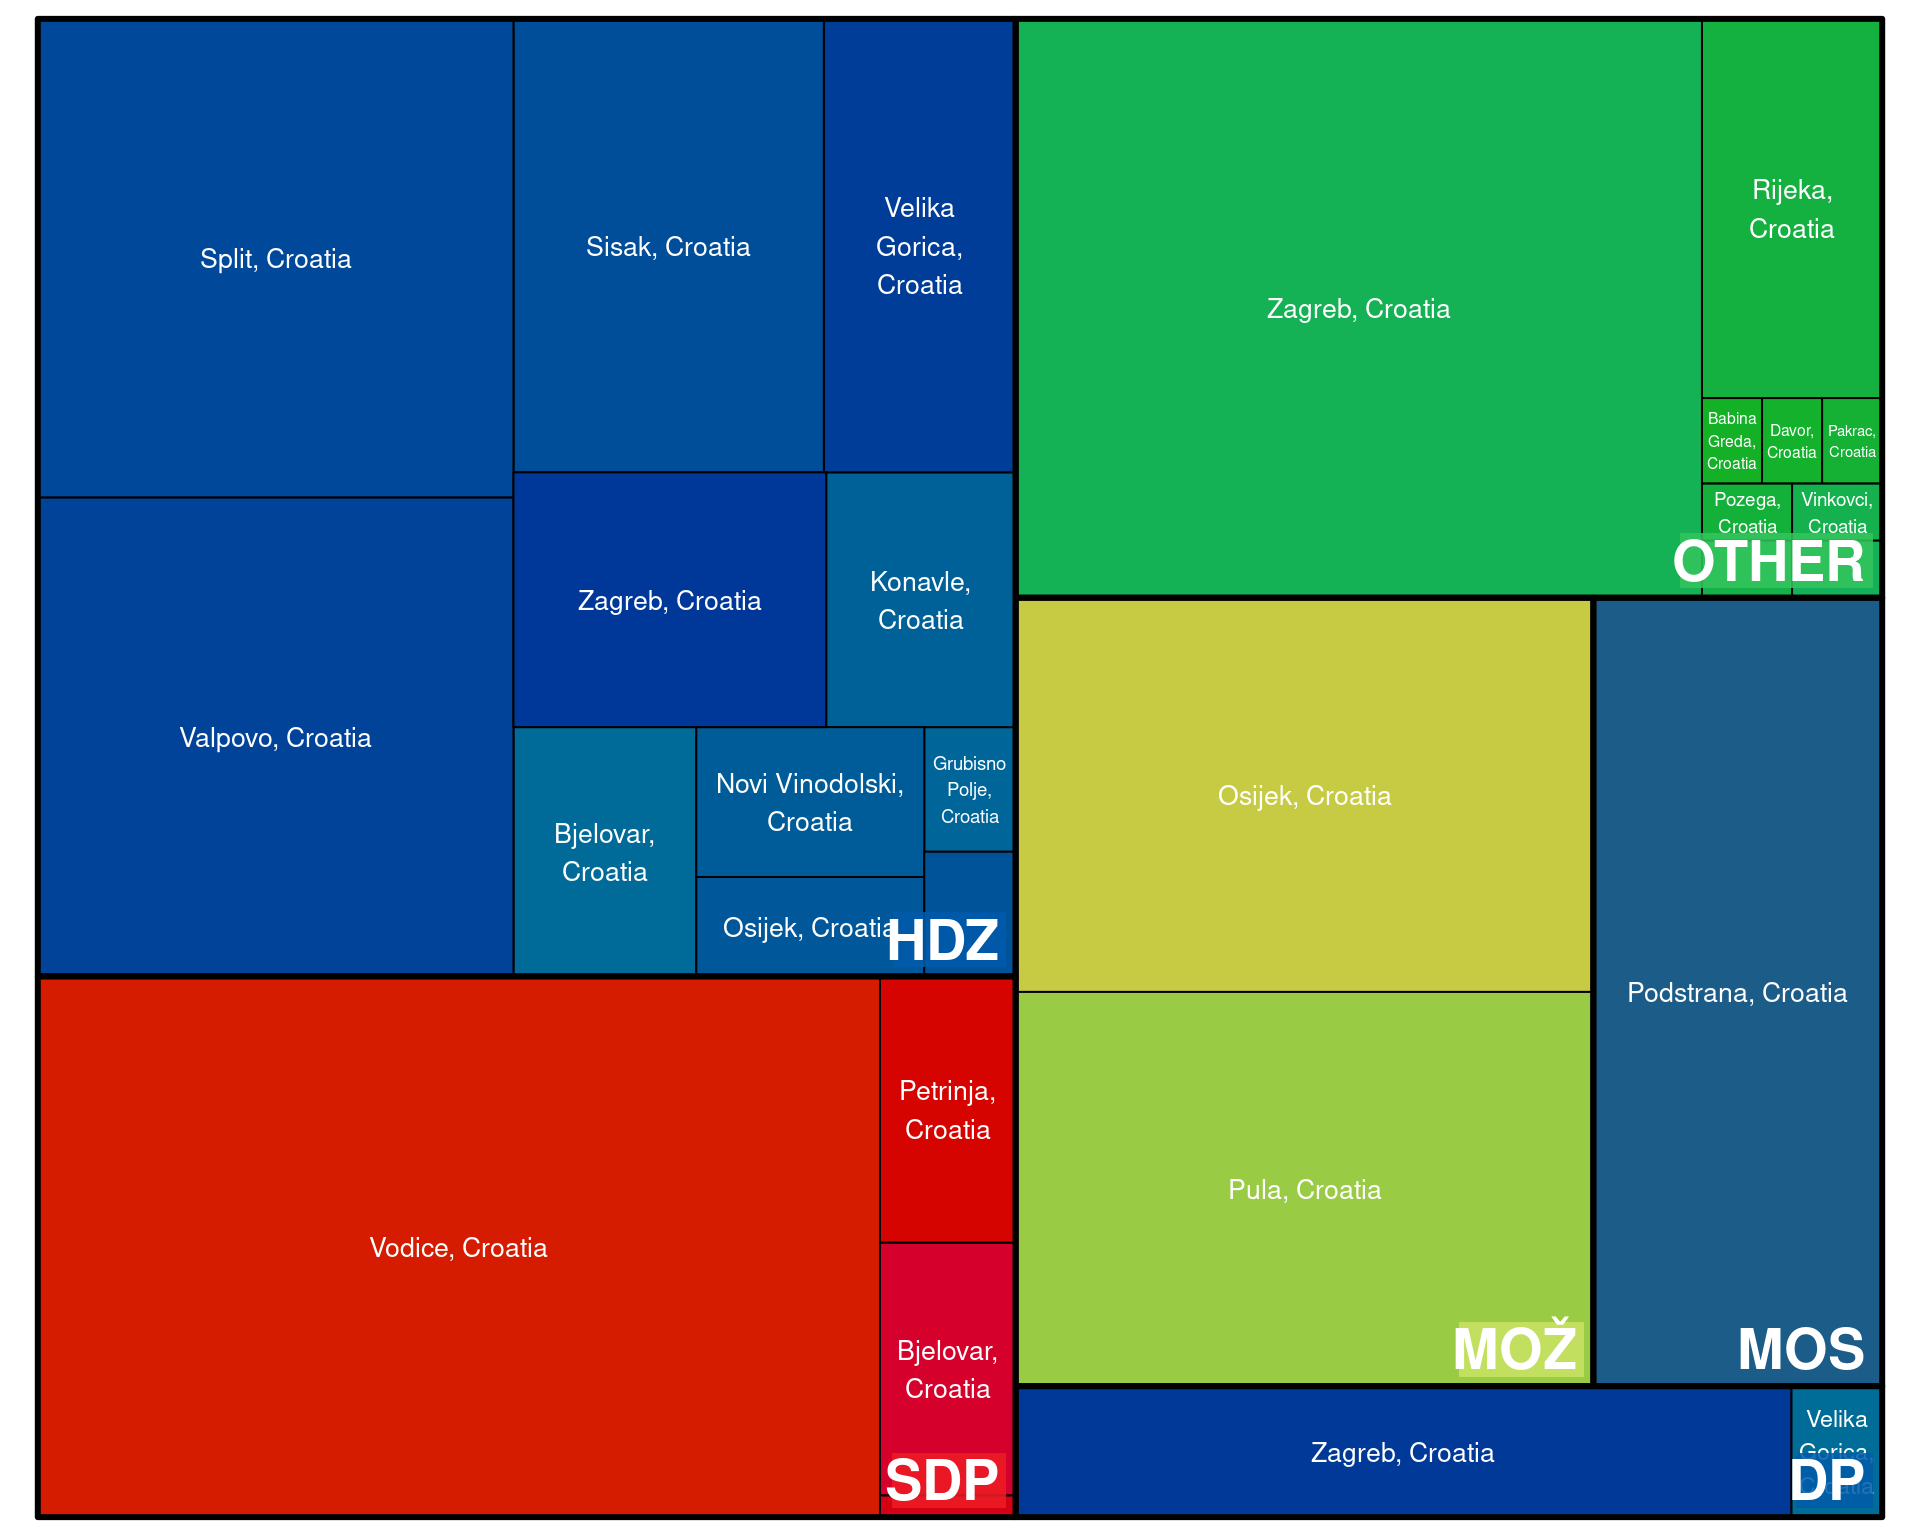 Split, Croatia
Sisak, Croatia
Velika
Gorica,
Croatia
Valpovo, Croatia
Zagreb, Croatia
Konavle,
Croatia
Bjelovar,
Croatia
Novi Vinodolski,
Croatia
Grubisno
Polje,
Croatia
Osijek, Croatia
HDZ
Vodice, Croatia
Petrinja,
Croatia
Bjelovar,
Croatia
SDP
Zagreb, Croatia
Rijeka,
Croatia
Babina
Greda,
Croatia
Davor,
Croatia
Pakrac,
Croatia
Pozega,
Croatia
Vinkovci,
Croatia
OTHER
Osijek, Croatia
Pula, Croatia
MOŽ
Podstrana, Croatia
MOS
Zagreb, Croatia
Velika
Gorica,
Croatia
DP